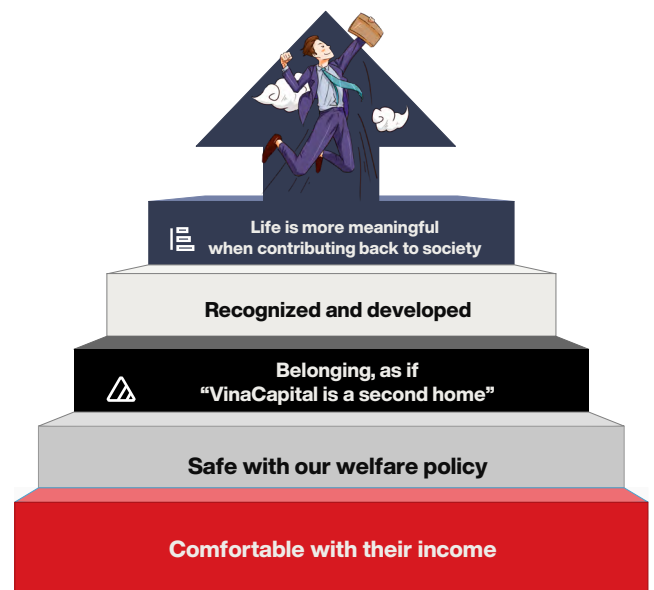 Life is more meaningful
when contributing back to society
Recognized and developed
Belonging, as if
“VinaCapital is a second home”
Safe with our welfare policy
Comfortable with their income